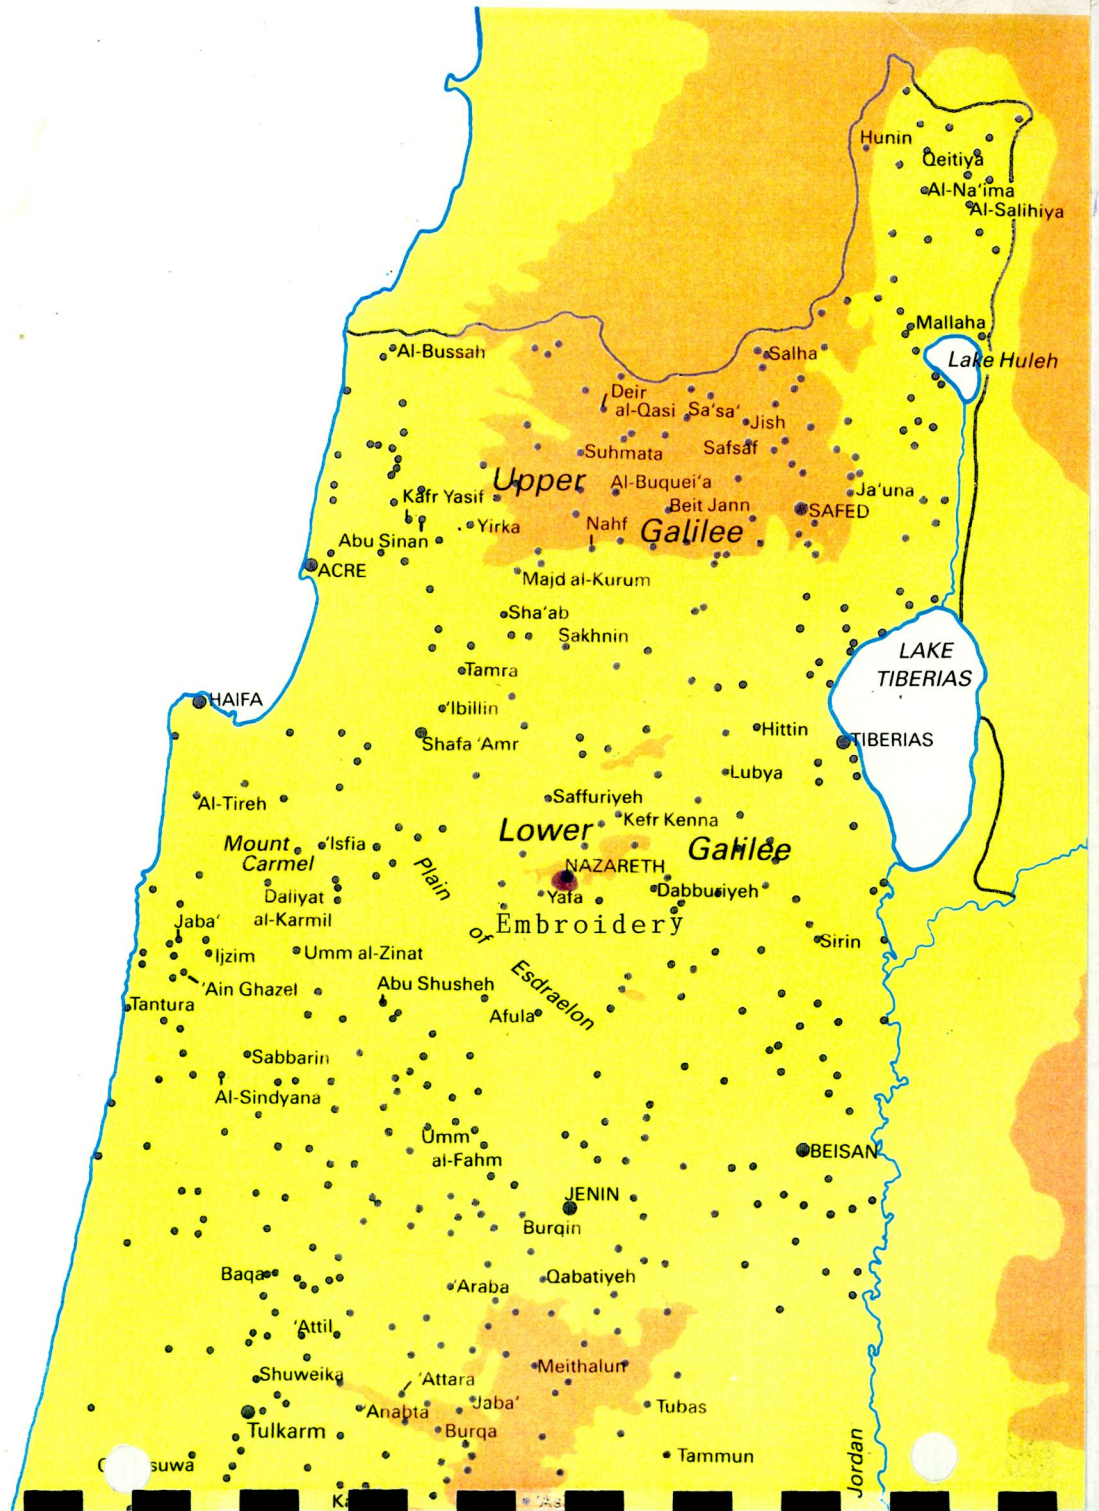 Hunin
Qeitiya
Al-Na'ima
Al-Salihiya
Mallaha
Lake Huleh
Al-Bussah
Salha
Deir
al-Qasi
Sa'sa'
Jish
Suhmata
Safsaf
Upper
Al-Buquei'a
Ja'una
Kafr Yasif
Beit Jann
SAFED
Yirka
Nahf
Galilee
Abu Sinan
ACRE
Majd al-Kurum
Sha'ab
Sakhnin
LAKE
TIBERIAS
Tamra
HAIFA
'Ibillin
Shafa 'Amr
Hittin
TIBERIAS
Lubya
Al-Tireh
Saffuriyeh
Kefr Kenna
Lower
Galilee
Mount
Carmel
'Isfia
NAZARETH
Plain
Daliyat
al-Karmil
Yafa
Dabburiyeh
Jaba'
Embroidery
of
Sirin
Ijzim
Umm al-Zinat
Esdraelon
'Ain Ghazel
Abu Shusheh
Tantura
Afula
Sabbarin
Al-Sindyana
Umm
al-Fahm
BEISAN
JENIN
Burqin
Baqa
'Araba
Qabatiyeh
'Attil
Meithalun
Shuweika
'Attara
'Anabta
Jaba'
Tubas
Tulkarm
Burqa
Jordan
suwa
Tammun